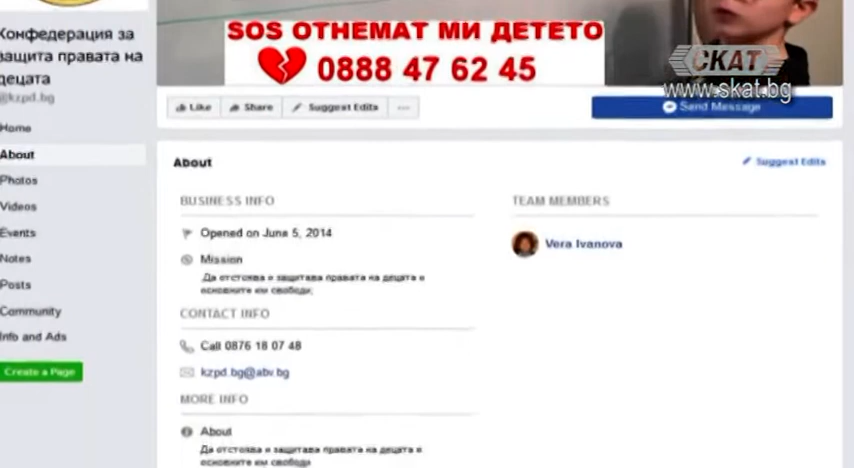 SOS ОТНЕМАТ МИ ДЕТЕТО
0888 47 62 45
СКАТ
www.skat.bg
Конфедерация за
защита правата на
децата
@kzpd.bg
Like
Share
Suggest Edits
...
Send Message
Home
About
Photos
Videos
Events
Notes
Posts
Community
Info and Ads
Create a Page
About
Suggest Edits
BUSINESS INFO
Opened on June 5, 2014
Mission
Да отстоява и защитава правата на децата и
основните им свободи;
CONTACT INFO
Call 0876 18 07 48
kzpd.bg@abv.bg
MORE INFO
About
Да отстоява и защитава правата на децата и
основните им свободи
TEAM MEMBERS
Vera Ivanova